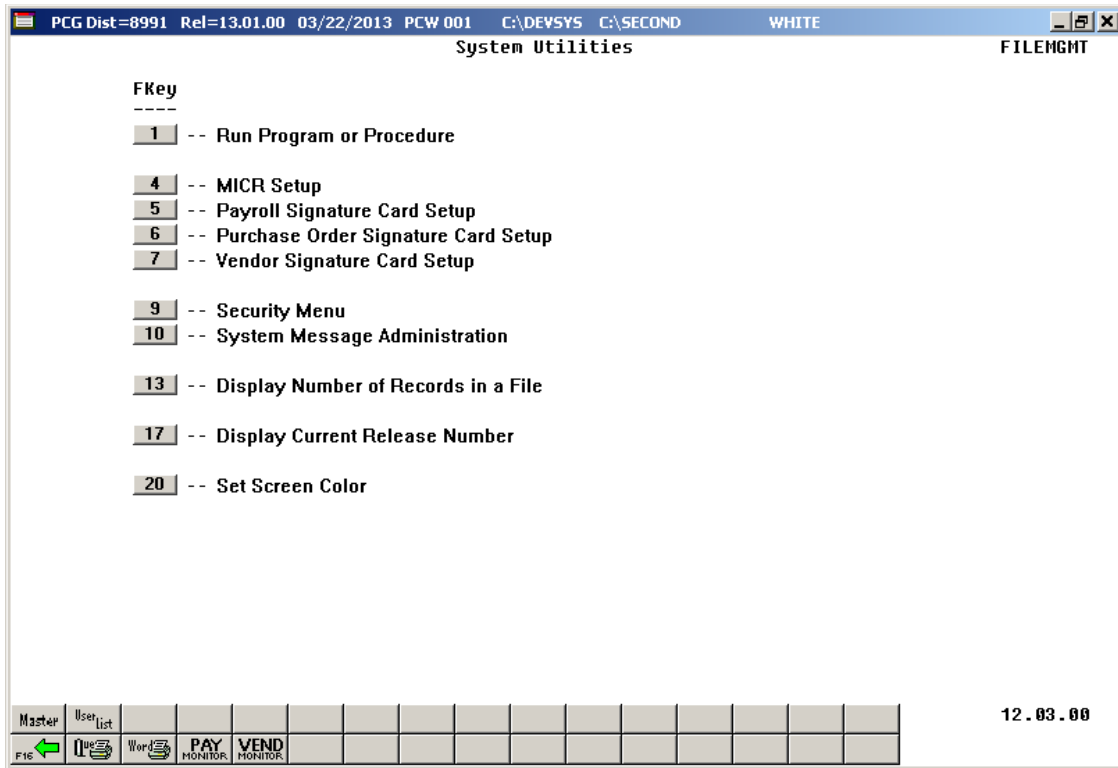 PCG Dist=8991 Rel=13.01.00 03/22/2013 PCW 001 C:\DEVSYS C:\SECOND WHITE
System Utilities FILEMGMT
FKey
----
1 -- Run Program or Procedure
4 -- MICR Setup
5 -- Payroll Signature Card Setup
6 -- Purchase Order Signature Card Setup
7 -- Vendor Signature Card Setup
9 -- Security Menu
10 -- System Message Administration
13 -- Display Number of Records in a File
17 -- Display Current Release Number
20 -- Set Screen Color
Master User List 12.03.00
F16 Que Word PAY MONITOR VEND MONITOR